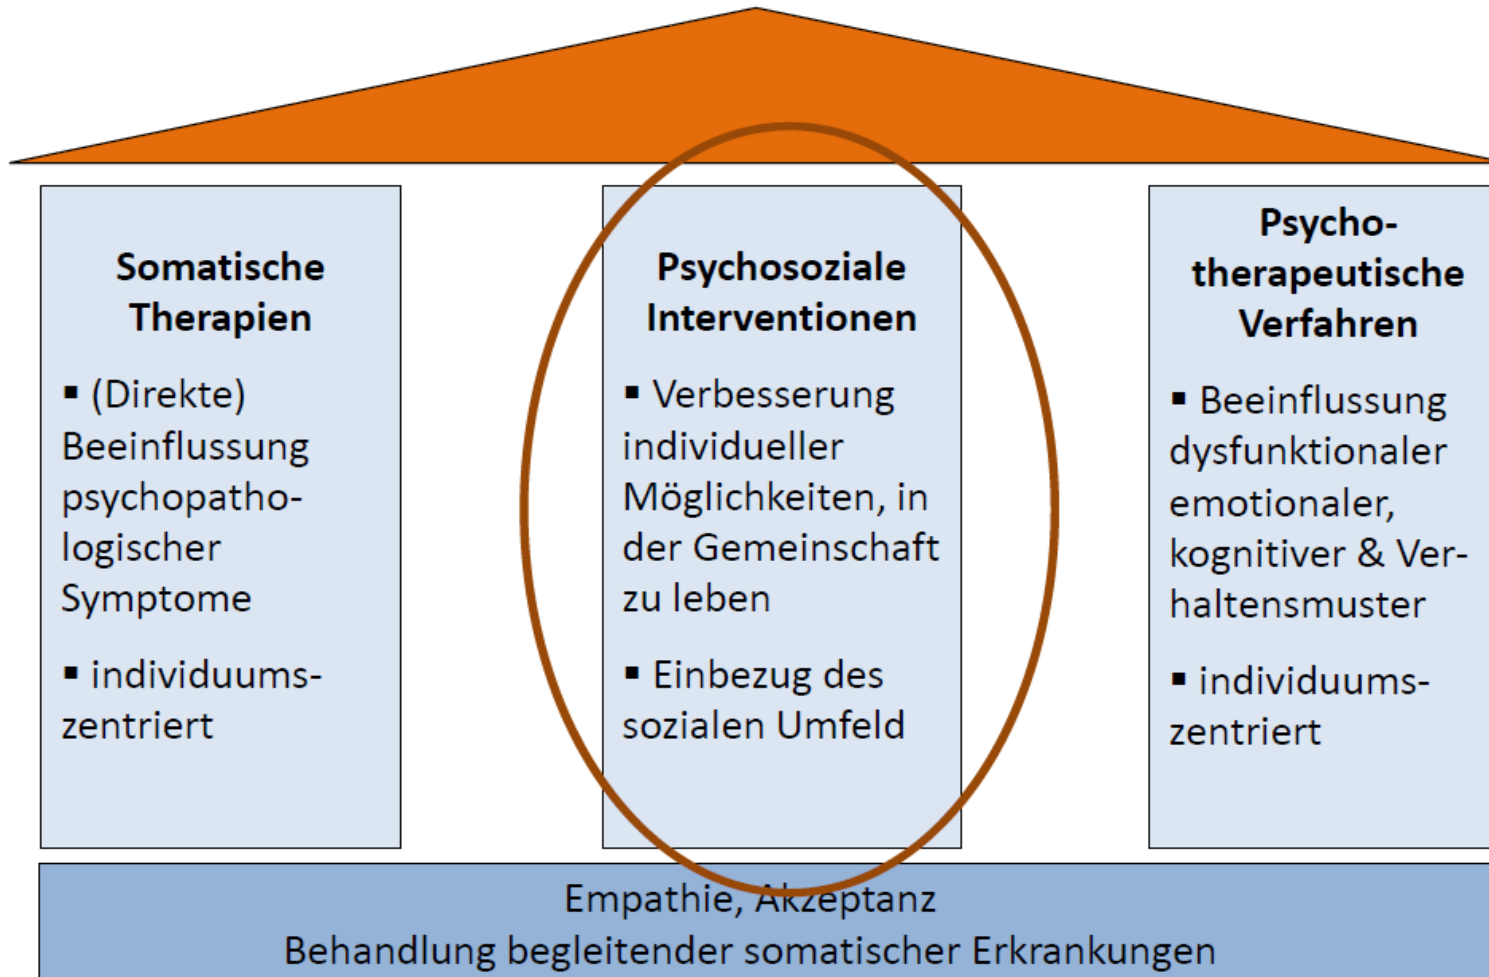 Somatische
Therapien
▪ (Direkte)
Beeinflussung
psychopatho-
logischer
Symptome
▪ individuums-
zentriert
Psychosoziale
Interventionen
▪ Verbesserung
individueller
Möglichkeiten, in
der Gemeinschaft
zu leben
▪ Einbezug des
sozialen Umfeld
Psycho-
therapeutische
Verfahren
▪ Beeinflussung
dysfunktionaler
emotionaler,
kognitiver & Ver-
haltensmuster
▪ individuums-
zentriert
Empathie, Akzeptanz
Behandlung begleitender somatischer Erkrankungen